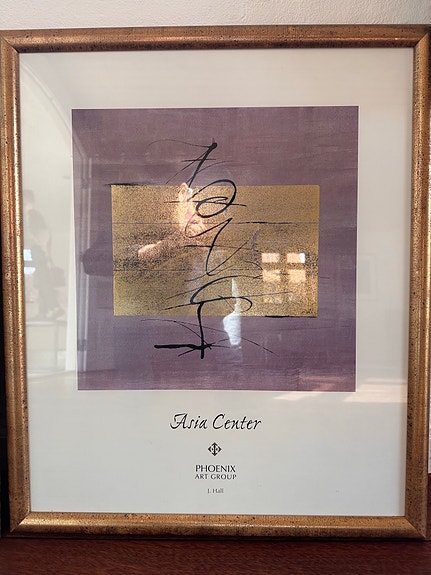 Asia Center
PHOENIX
ART GROUP
J. Hall